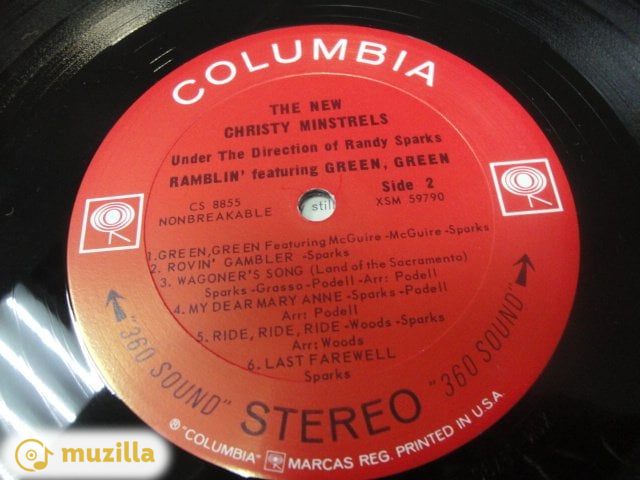 COLUMBIA
THE NEW
CHRISTY MINSTRELS
Under The Direction of Randy Sparks
RAMBLIN' featuring GREEN, GREEN
CS 8855
NONBREAKABLE
Side 2
XSM 59790
y still
1.GREEN,GREEN Featuring McGuire-McGuire-Sparks
2. ROVIN' GAMBLER -Sparks
3. WAGONER'S SONG (Land of the Sacramento)
Sparks-Grasso-Podell-Arr: Podell
4. MY DEAR MARY ANNE-Sparks-Podell
Arr: Podell
5. RIDE, RIDE, RIDE-Woods-Sparks
Arr: Woods
6. LAST FAREWELL
Sparks
"360 SOUND" STEREO "360 SOUND"
® "COLUMBIA" MARCAS REG. PRINTED IN U.S.A.
muzilla